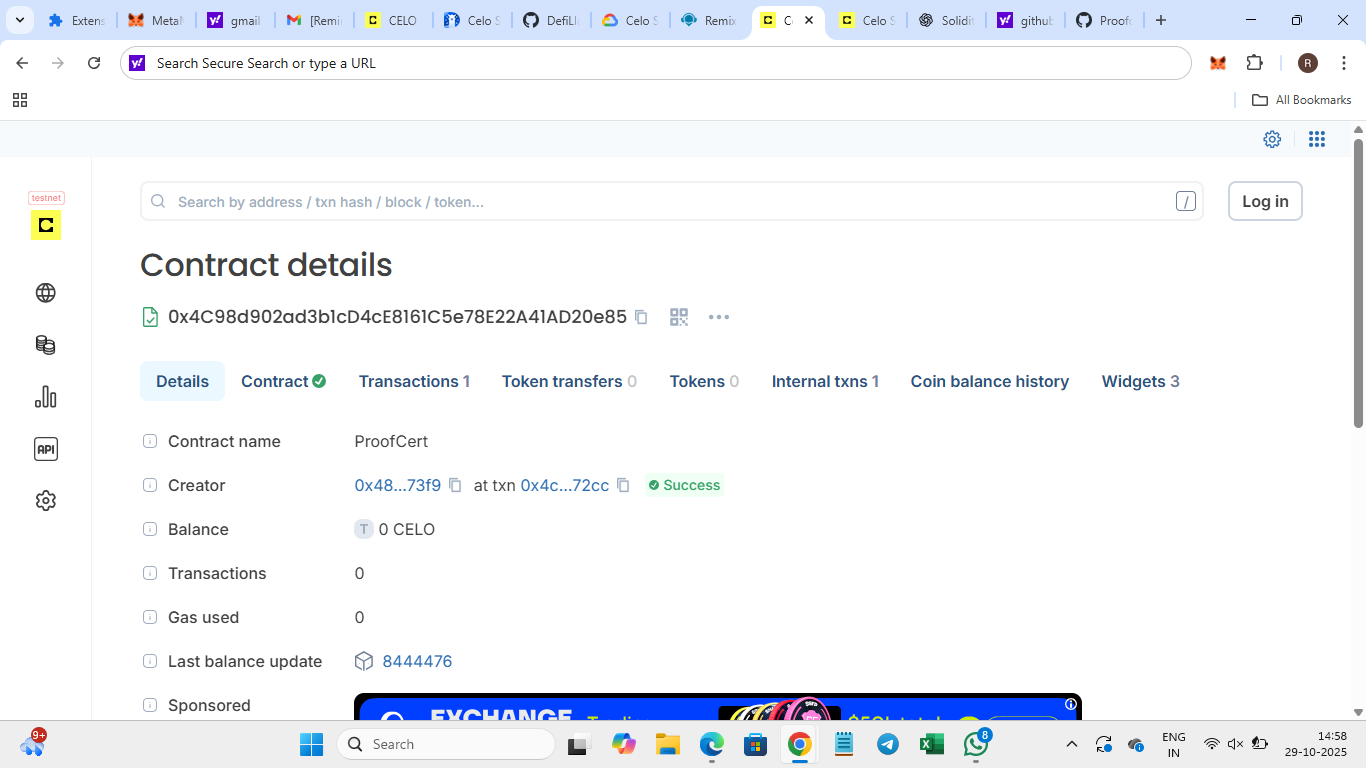 Extens
MetaM
gmail
[Remi
CELO
Celo S
DefiLl
Celo S
Remix
C
Celo S
Solidit
github
Proof
Search Secure Search or type a URL
R
All Bookmarks
testnet
Search by address / txn hash / block / token...
/
Log in
Contract details
0x4C98d902ad3b1cD4cE8161C5e78E22A41AD20e85
Details
Contract
Transactions 1
Token transfers 0
Tokens 0
Internal txns 1
Coin balance history
Widgets 3
API
Contract name
ProofCert
Creator
0x48...73f9 at txn 0x4c...72cc Success
Balance
T 0 CELO
Transactions
0
Gas used
0
Last balance update
8444476
Sponsored
EXCHANGE
9+
Search
8
ENG
IN
14:58
29-10-2025